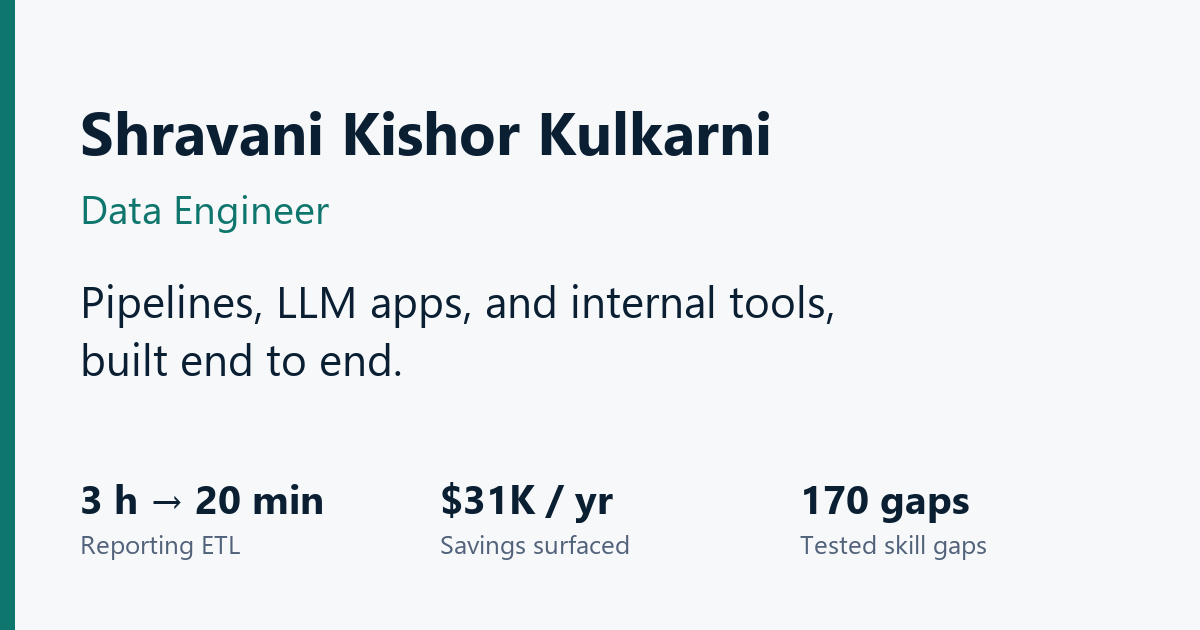 Shravani Kishor Kulkarni
Data Engineer
Pipelines, LLM apps, and internal tools,
built end to end.
3 h → 20 min
Reporting ETL
$31K / yr
Savings surfaced
170 gaps
Tested skill gaps